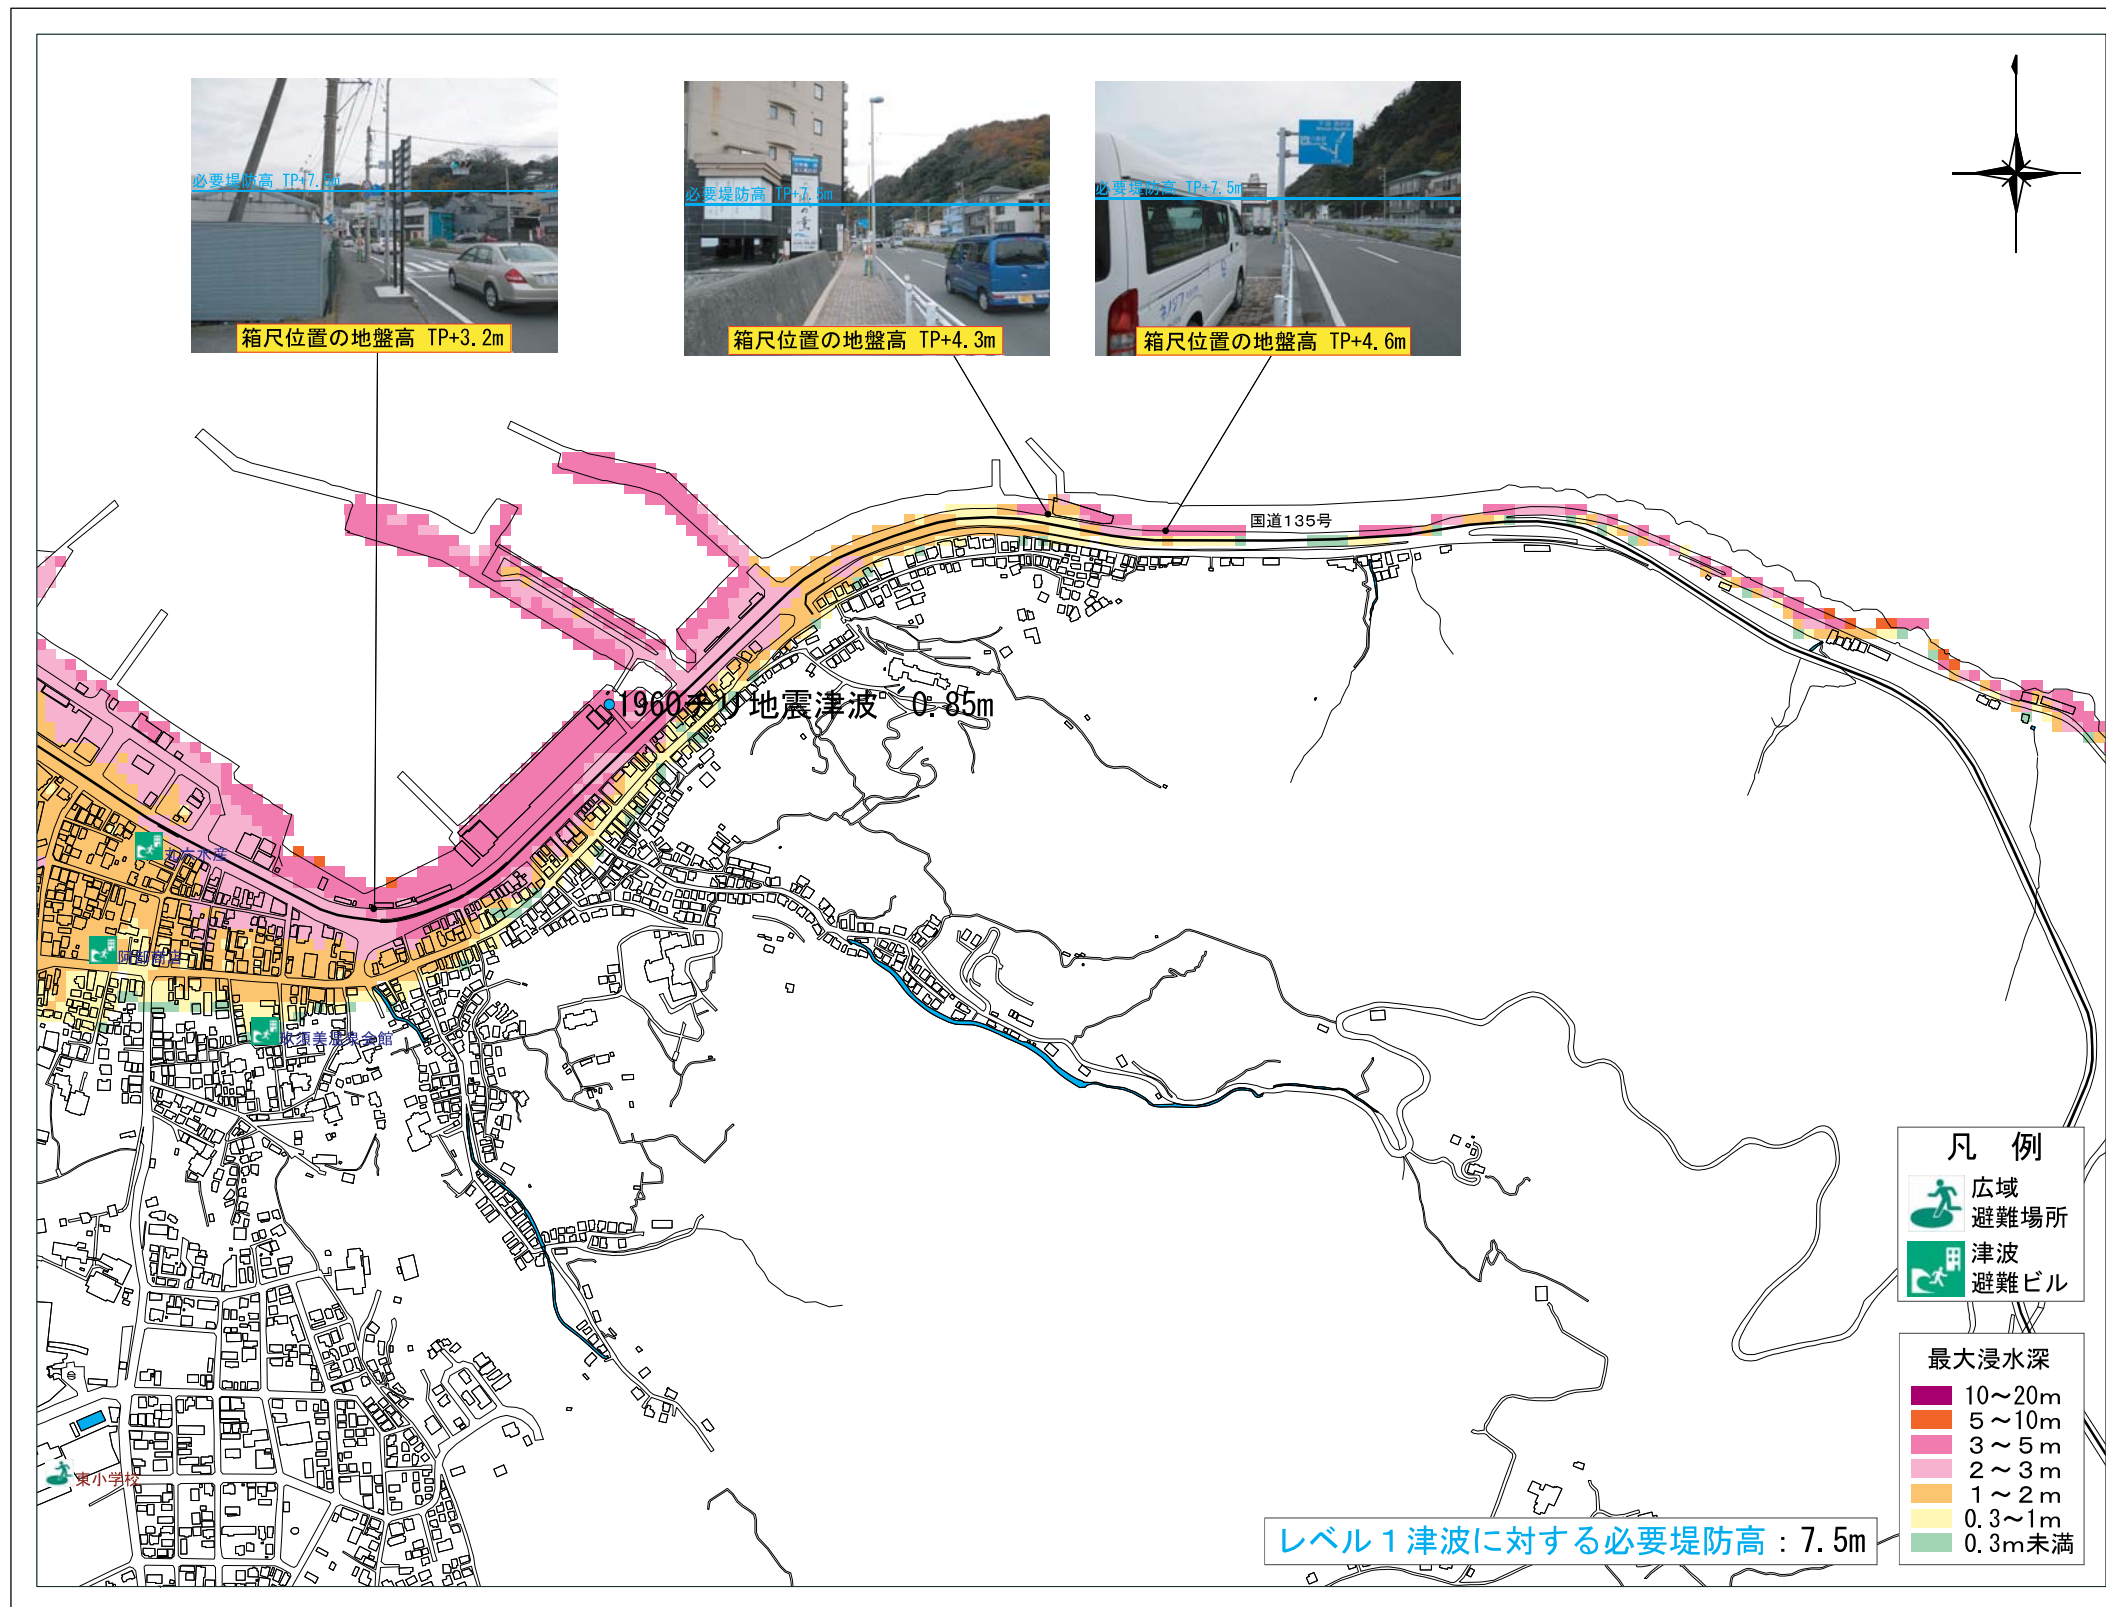 必要堤防高 TP+7.5m
箱尺位置の地盤高 TP+3.2m
必要堤防高 TP+7.5m
箱尺位置の地盤高 TP+4.3m
必要堤防高 TP+7.5m
箱尺位置の地盤高 TP+4.6m
国道135号
1960チリ地震津波 0.85m
東小学校
凡 例
広域
避難場所
津波
避難ビル
最大浸水深
10～20m
5～10m
3～5m
2～3m
1～2m
0.3～1m
0.3m未満
レベル1津波に対する必要堤防高：7.5m